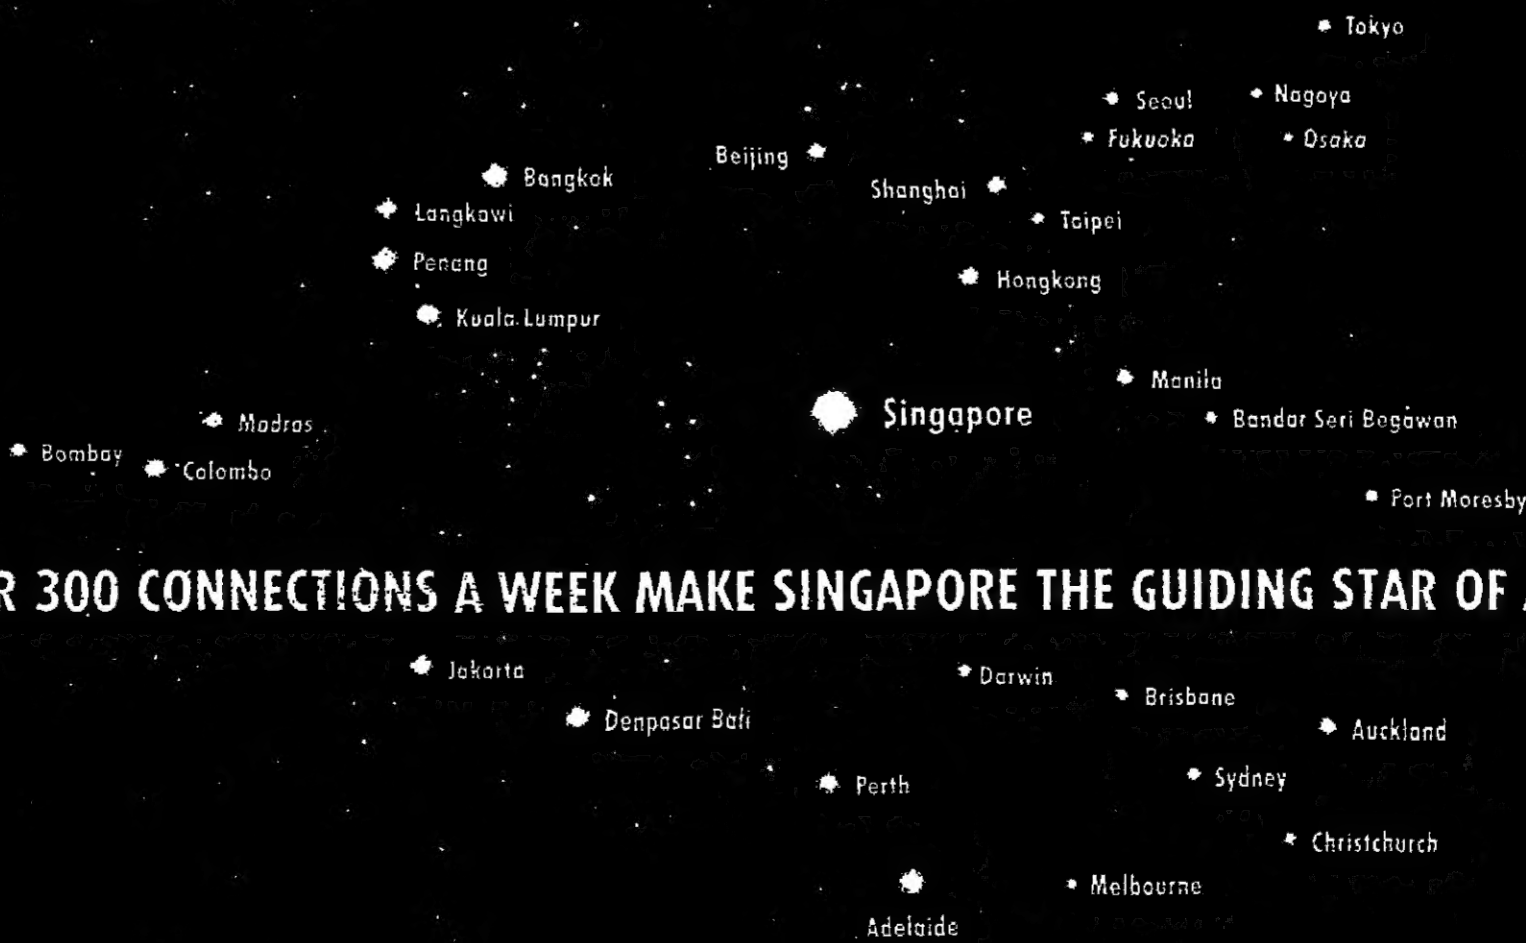 Tokyo
Seoul
Nagoya
Fukuoka
Osaka
Beijing
Bangkok
Shanghai
Langkawi
Taipei
Penang
Hongkong
Kuala Lumpur
Manila
Singapore
Bandar Seri Begawan
Madras
Bombay
Colombo
Port Moresby
R 300 CONNECTIONS A WEEK MAKE SINGAPORE THE GUIDING STAR OF
Jakarta
Darwin
Brisbane
Denpasar Bali
Auckland
Sydney
Perth
Christchurch
Melbourne
Adelaide